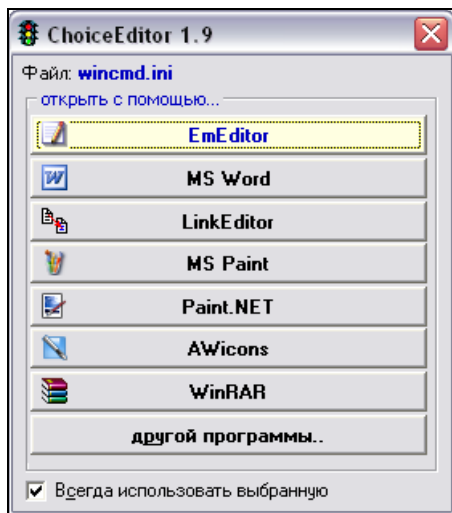 ChoiceEditor 1.9
Файл: wincmd.ini
открыть с помощью...
EmEditor
MS Word
LinkEditor
MS Paint
Paint.NET
AWicons
WinRAR
другой программы..
Всегда использовать выбранную